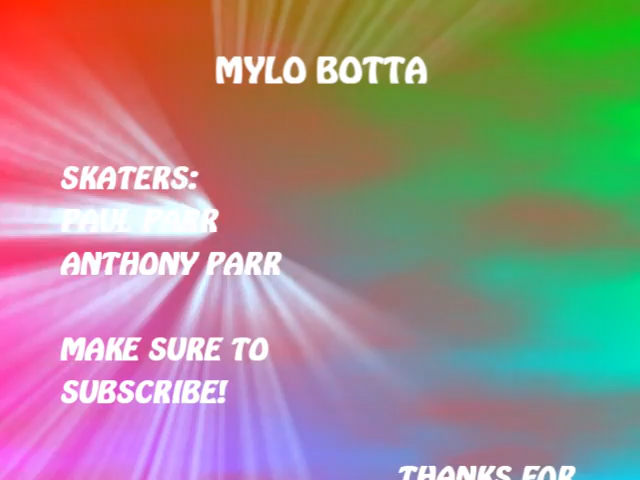 MYLO BOTTA
SKATERS:
PAUL PARR
ANTHONY PARR
MAKE SURE TO
SUBSCRIBE!
THANKS FOR